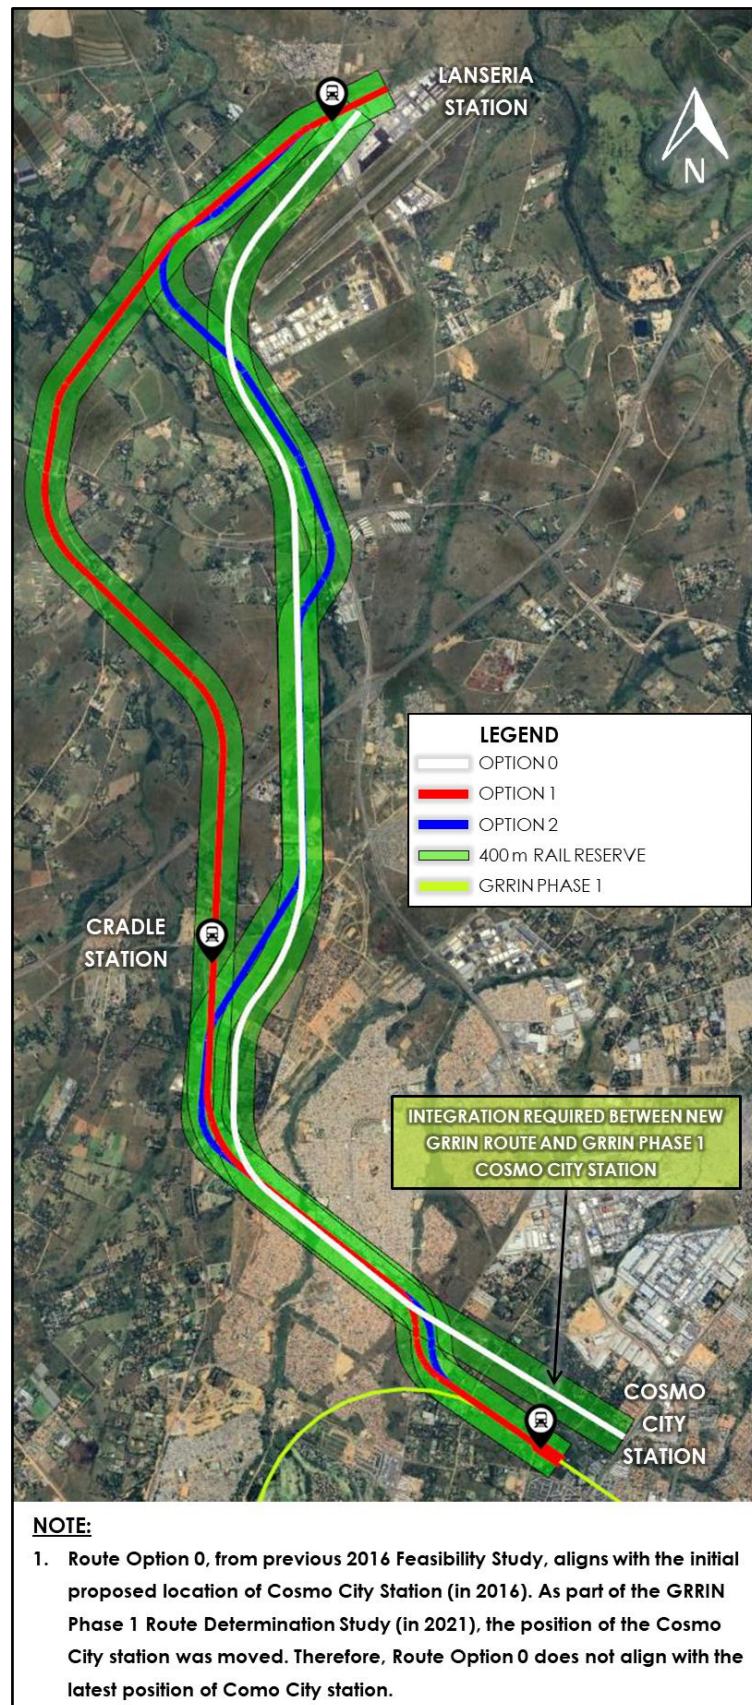 LANSERIA
STATION
N
LEGEND
OPTION 0
OPTION 1
OPTION 2
400 m RAIL RESERVE
GRRIN PHASE 1
CRADLE
STATION
INTEGRATION REQUIRED BETWEEN NEW
GRRIN ROUTE AND GRRIN PHASE 1
COSMO CITY STATION
COSMO
CITY
STATION
NOTE:
1. Route Option 0, from previous 2016 Feasibility Study, aligns with the initial
proposed location of Cosmo City Station (in 2016). As part of the GRRIN
Phase 1 Route Determination Study (in 2021), the position of the Cosmo
City station was moved. Therefore, Route Option 0 does not align with the
latest position of Como City station.